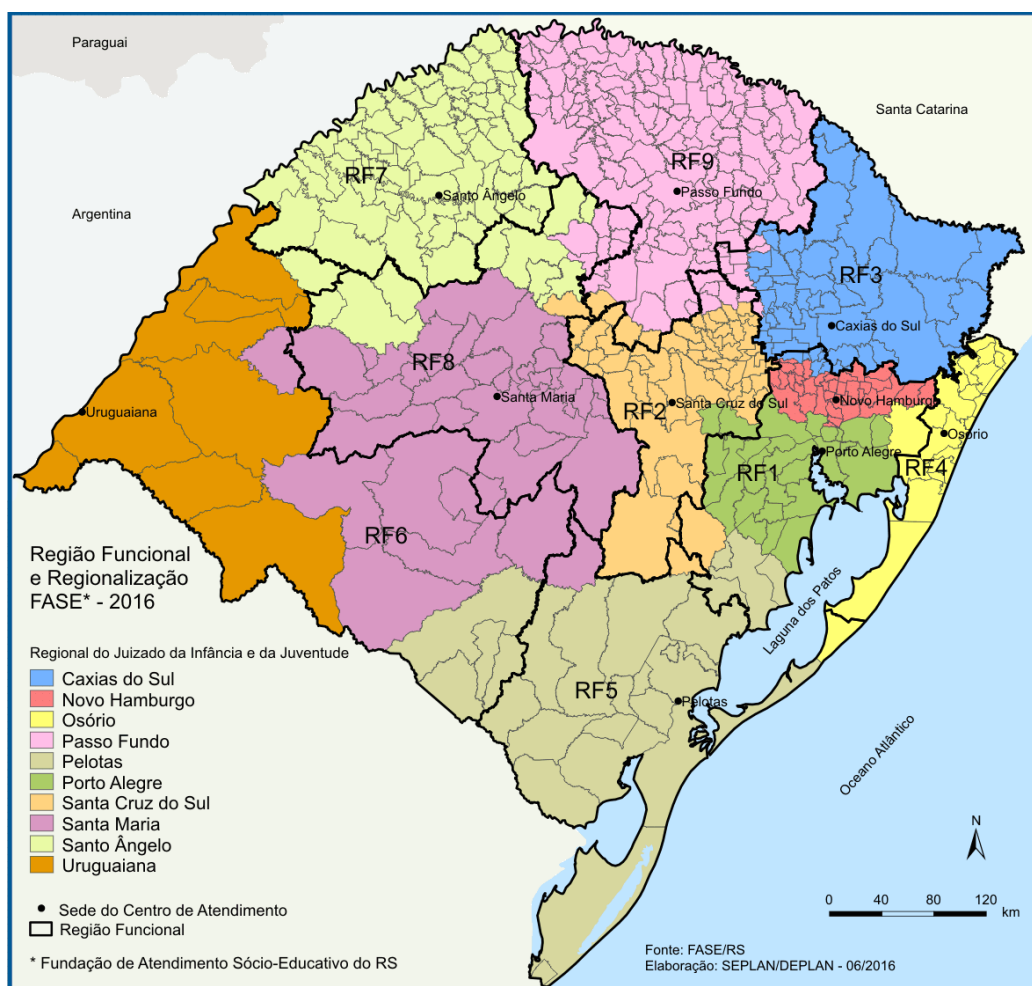 Paraguai
Santa Catarina
Argentina
RF7
RF9
Santo Ângelo
Passo Fundo
RF3
Caxias do Sul
RF8
Santa Maria
RF2
Santa Cruz do Sul
Novo Hamburgo
Uruguaiana
Osório
Porto Alegre
RF1
RF4
RF6
Laguna dos Patos
RF5
Pelotas
Oceano Atlântico
Região Funcional
e Regionalização
FASE* - 2016
Regional do Juizado da Infância e da Juventude
Caxias do Sul
Novo Hamburgo
Osório
Passo Fundo
Pelotas
Porto Alegre
Santa Cruz do Sul
Santa Maria
Santo Ângelo
Uruguaiana
Sede do Centro de Atendimento
Região Funcional
* Fundação de Atendimento Sócio-Educativo do RS
N
0 40 80 120
km
Fonte: FASE/RS
Elaboração: SEPLAN/DEPLAN - 06/2016